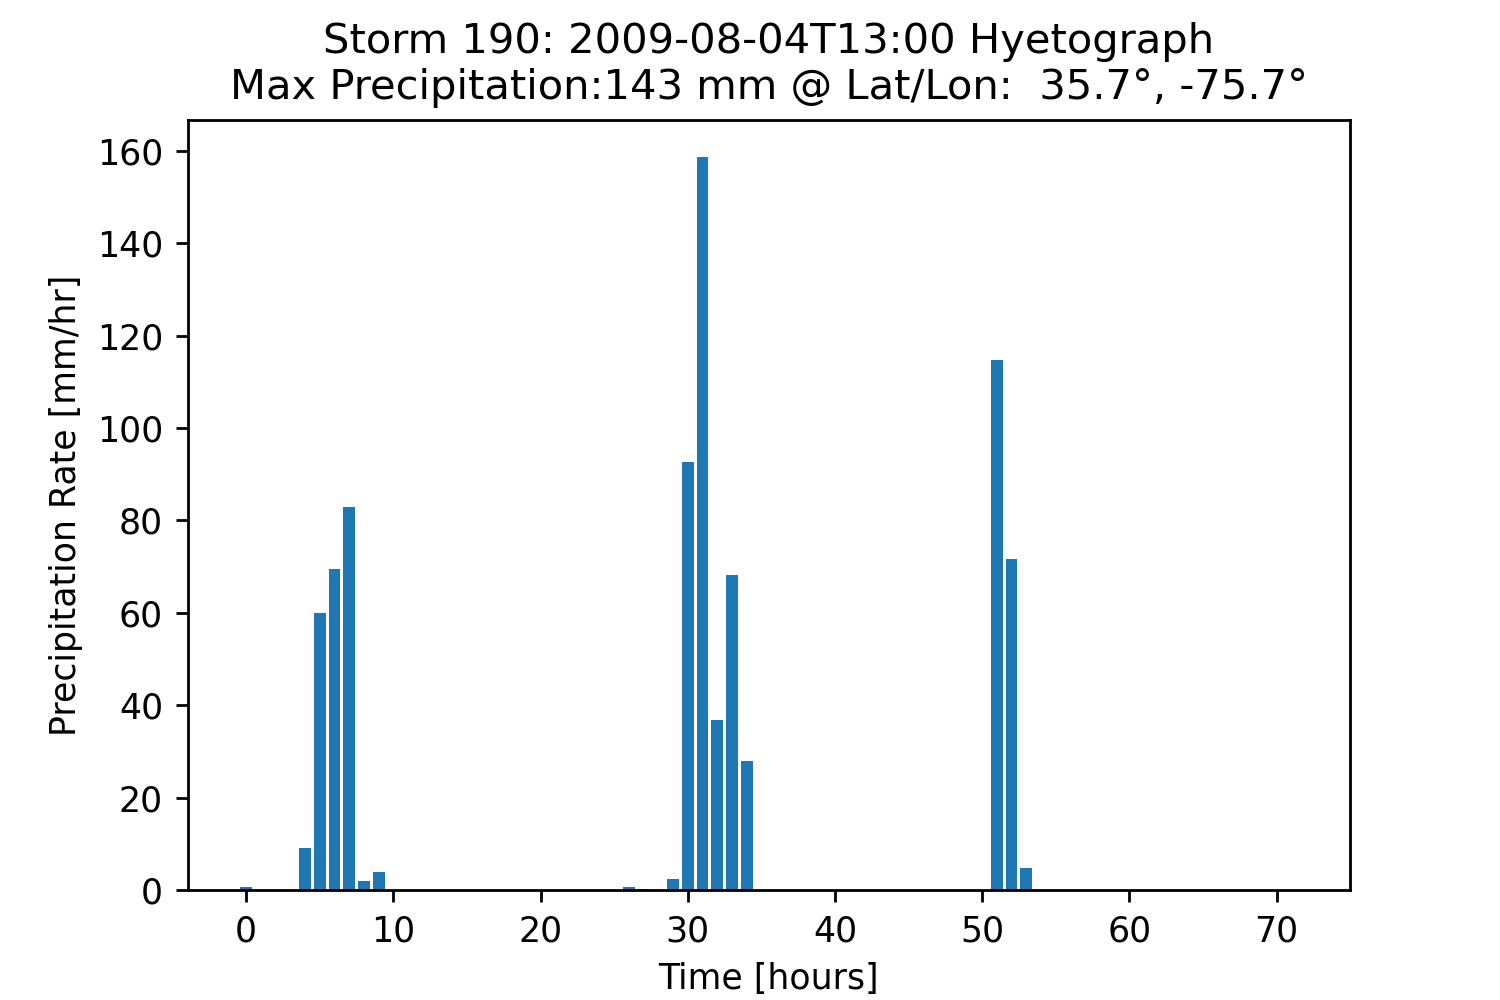 Storm 190: 2009-08-04T13:00 Hyetograph
Max Precipitation:143 mm @ Lat/Lon:  35.7°, -75.7°
160
140
120
100
80
60
40
20
0
Precipitation Rate [mm/hr]
0 10 20 30 40 50 60 70
Time [hours]